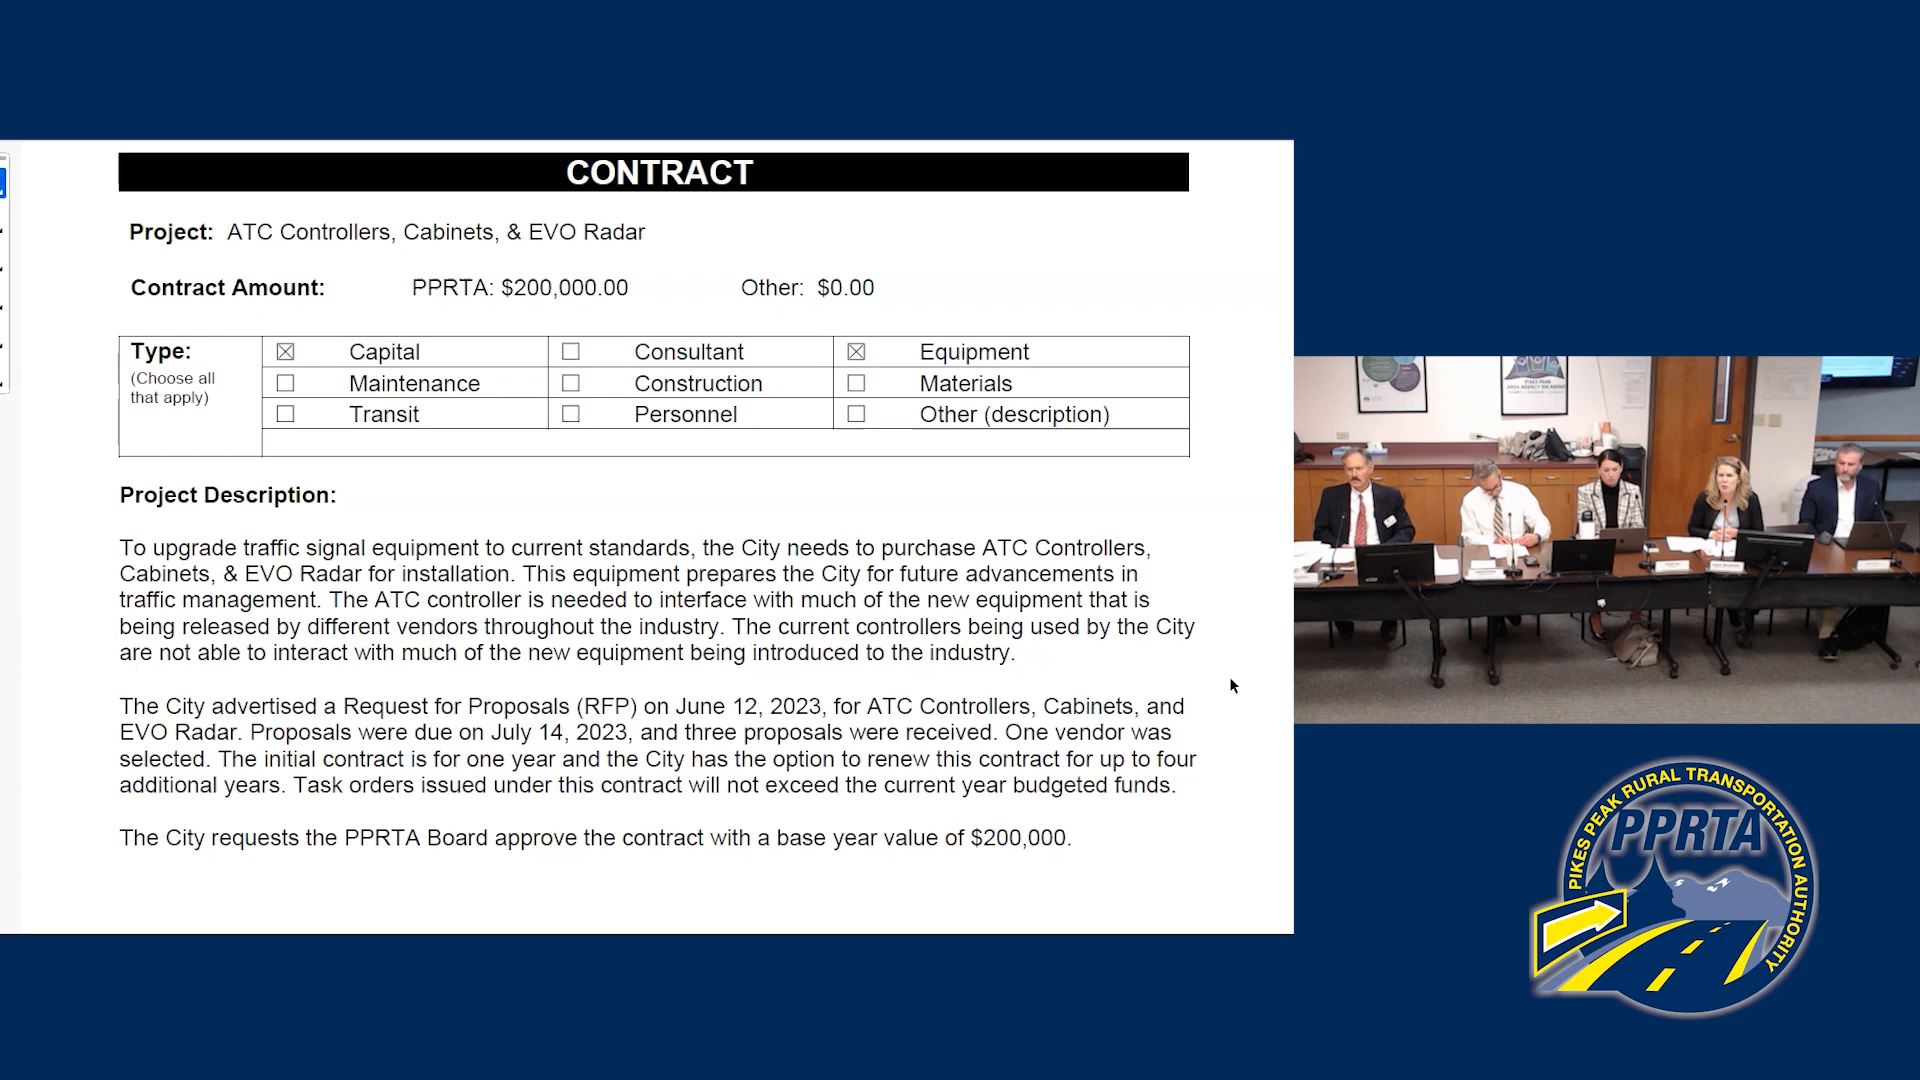 CONTRACT
Project: ATC Controllers, Cabinets, & EVO Radar
Contract Amount: PPRTA: $200,000.00 Other: $0.00
Type: ☒ Capital ☐ Consultant ☒ Equipment
(Choose all that apply) ☐ Maintenance ☐ Construction ☐ Materials
☐ Transit ☐ Personnel ☐ Other (description)
Project Description:
To upgrade traffic signal equipment to current standards, the City needs to purchase ATC Controllers,
Cabinets, & EVO Radar for installation. This equipment prepares the City for future advancements in
traffic management. The ATC controller is needed to interface with much of the new equipment that is
being released by different vendors throughout the industry. The current controllers being used by the City
are not able to interact with much of the new equipment being introduced to the industry.
The City advertised a Request for Proposals (RFP) on June 12, 2023, for ATC Controllers, Cabinets, and
EVO Radar. Proposals were due on July 14, 2023, and three proposals were received. One vendor was
selected. The initial contract is for one year and the City has the option to renew this contract for up to four
additional years. Task orders issued under this contract will not exceed the current year budgeted funds.
The City requests the PPRTA Board approve the contract with a base year value of $200,000.
PIKES PEAK
AREA AGENCY ON AGING
PIKES PEAK RURAL TRANSPORTATION AUTHORITY
PPRTA